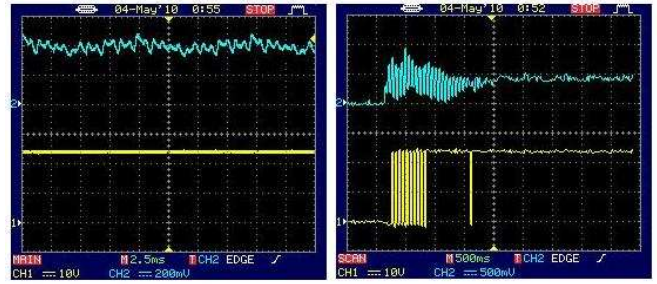 04-May'10 0:55 STOP
2
1
MAIN M 2.5ms T CH2 EDGE
CH1 10V CH2 200mV
04-May'10 0:52 STOP
2
1
SCAN M 500ms T CH2 EDGE
CH1 10V CH2 500mV